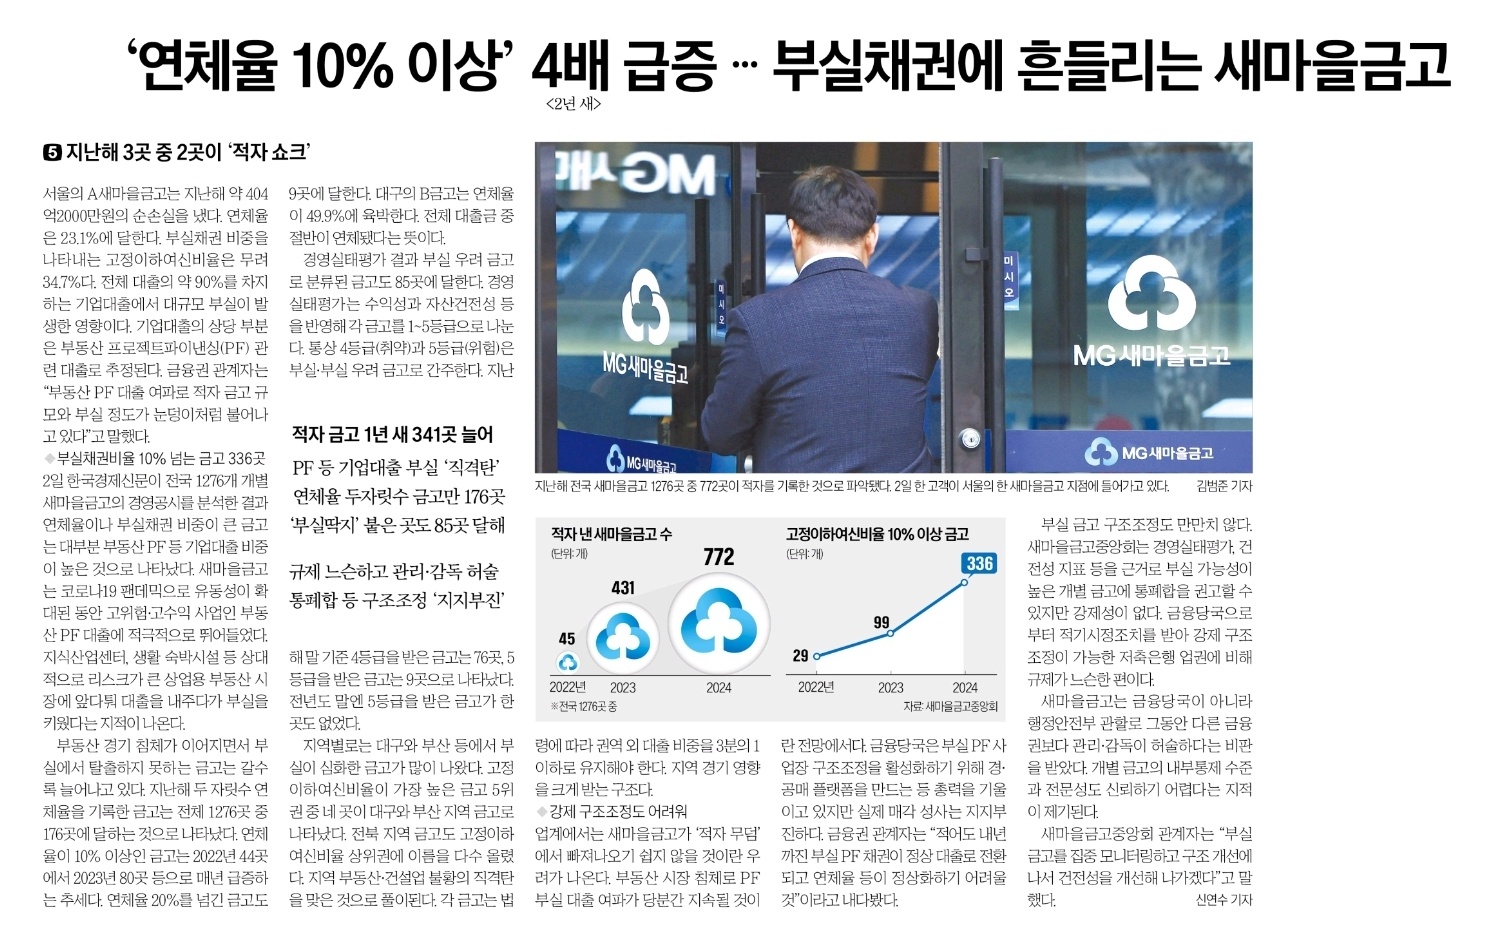 ‘연체율 10% 이상’ 4배 급증 … 부실채권에 흔들리는 새마을금고
<2년 새>
5 지난해 3곳 중 2곳이 ‘적자 쇼크’
서울의 A새마을금고는 지난해 약 404
억2000만원의 순손실을 냈다. 연체율
은 23.1%에 달한다. 부실채권 비중을
나타내는 고정이하여신비율은 무려
34.7%다. 전체 대출의 약 90%를 차지
하는 기업대출에서 대규모 부실이 발
생한 영향이다. 기업대출의 상당 부분
은 부동산 프로젝트파이낸싱(PF) 관
련 대출로 추정된다. 금융권 관계자는
“부동산 PF 대출 여파로 적자 금고 규
모와 부실 정도가 눈덩이처럼 불어나
고 있다”고 말했다.
◆부실채권비율 10% 넘는 금고 336곳
2일 한국경제신문이 전국 1276개 개별
새마을금고의 경영공시를 분석한 결과
연체율이나 부실채권 비중이 큰 금고
는 대부분 부동산 PF 등 기업대출 비중
이 높은 것으로 나타났다. 새마을금고
는 코로나19 팬데믹으로 유동성이 확
대된 동안 고위험·고수익 사업인 부동
산 PF 대출에 적극적으로 뛰어들었다.
지식산업센터, 생활 숙박시설 등 상대
적으로 리스크가 큰 상업용 부동산 시
장에 앞다퉈 대출을 내주다가 부실을
키웠다는 지적이 나온다.
부동산 경기 침체가 이어지면서 부
실에서 탈출하지 못하는 금고는 갈수
록 늘어나고 있다. 지난해 두 자릿수 연
체율을 기록한 금고는 전체 1276곳 중
176곳에 달하는 것으로 나타났다. 연체
율이 10% 이상인 금고는 2022년 44곳
에서 2023년 80곳 등으로 매년 급증하
는 추세다. 연체율 20%를 넘긴 금고도
9곳에 달한다. 대구의 B금고는 연체율
이 49.9%에 육박한다. 전체 대출금 중
절반이 연체됐다는 뜻이다.
경영실태평가 결과 부실 우려 금고
로 분류된 금고도 85곳에 달한다. 경영
실태평가는 수익성과 자산건전성 등
을 반영해 각 금고를 1~5등급으로 나눈
다. 통상 4등급(취약)과 5등급(위험)은
부실·부실 우려 금고로 간주한다. 지난
적자 금고 1년 새 341곳 늘어
PF 등 기업대출 부실 ‘직격탄’
연체율 두자릿수 금고만 176곳
‘부실딱지’ 붙은 곳도 85곳 달해
규제 느슨하고 관리·감독 허술
통폐합 등 구조조정 ‘지지부진’
해 말 기준 4등급을 받은 금고는 76곳, 5
등급을 받은 금고는 9곳으로 나타났다.
전년도 말엔 5등급을 받은 금고가 한
곳도 없었다.
지역별로는 대구와 부산 등에서 부
실이 심화한 금고가 많이 나왔다. 고정
이하여신비율이 가장 높은 금고 5위
권 중 네 곳이 대구와 부산 지역 금고로
나타났다. 전북 지역 금고도 고정이하
여신비율 상위권에 이름을 다수 올렸
다. 지역 부동산·건설업 불황의 직격탄
을 맞은 것으로 풀이된다. 각 금고는 법
MG새마
미시오
미시오
MG새마을금고
MG새마을금고
MG새마을금고
MG새마을금고
지난해 전국 새마을금고 1276곳 중 772곳이 적자를 기록한 것으로 파악됐다. 2일 한 고객이 서울의 한 새마을금고 지점에 들어가고 있다. 김범준 기자
적자 낸 새마을금고 수
(단위: 개)
45
431
772
2022년 2023 2024
※전국 1276곳 중
고정이하여신비율 10% 이상 금고
(단위: 개)
29
99
336
2022년 2023 2024
자료: 새마을금고중앙회
령에 따라 권역 외 대출 비중을 3분의 1
이하로 유지해야 한다. 지역 경기 영향
을 크게 받는 구조다.
◆강제 구조조정도 어려워
업계에서는 새마을금고가 ‘적자 무덤’
에서 빠져나오기 쉽지 않을 것이란 우
려가 나온다. 부동산 시장 침체로 PF
부실 대출 여파가 당분간 지속될 것이
란 전망에서다. 금융당국은 부실 PF 사
업장 구조조정을 활성화하기 위해 경·
공매 플랫폼을 만드는 등 총력을 기울
이고 있지만 실제 매각 성사는 지지부
진하다. 금융권 관계자는 “적어도 내년
까진 부실 PF 채권이 정상 대출로 전환
되고 연체율 등이 정상화하기 어려울
것”이라고 내다봤다.
부실 금고 구조조정도 만만치 않다.
새마을금고중앙회는 경영실태평가, 건
전성 지표 등을 근거로 부실 가능성이
높은 개별 금고에 통폐합을 권고할 수
있지만 강제성이 없다. 금융당국으로
부터 적기시정조치를 받아 강제 구조
조정이 가능한 저축은행 업권에 비해
규제가 느슨한 편이다.
새마을금고는 금융당국이 아니라
행정안전부 관할로 그동안 다른 금융
권보다 관리·감독이 허술하다는 비판
을 받았다. 개별 금고의 내부통제 수준
과 전문성도 신뢰하기 어렵다는 지적
이 제기된다.
새마을금고중앙회 관계자는 “부실
금고를 집중 모니터링하고 구조 개선에
나서 건전성을 개선해 나가겠다”고 말
했다. 신연수 기자